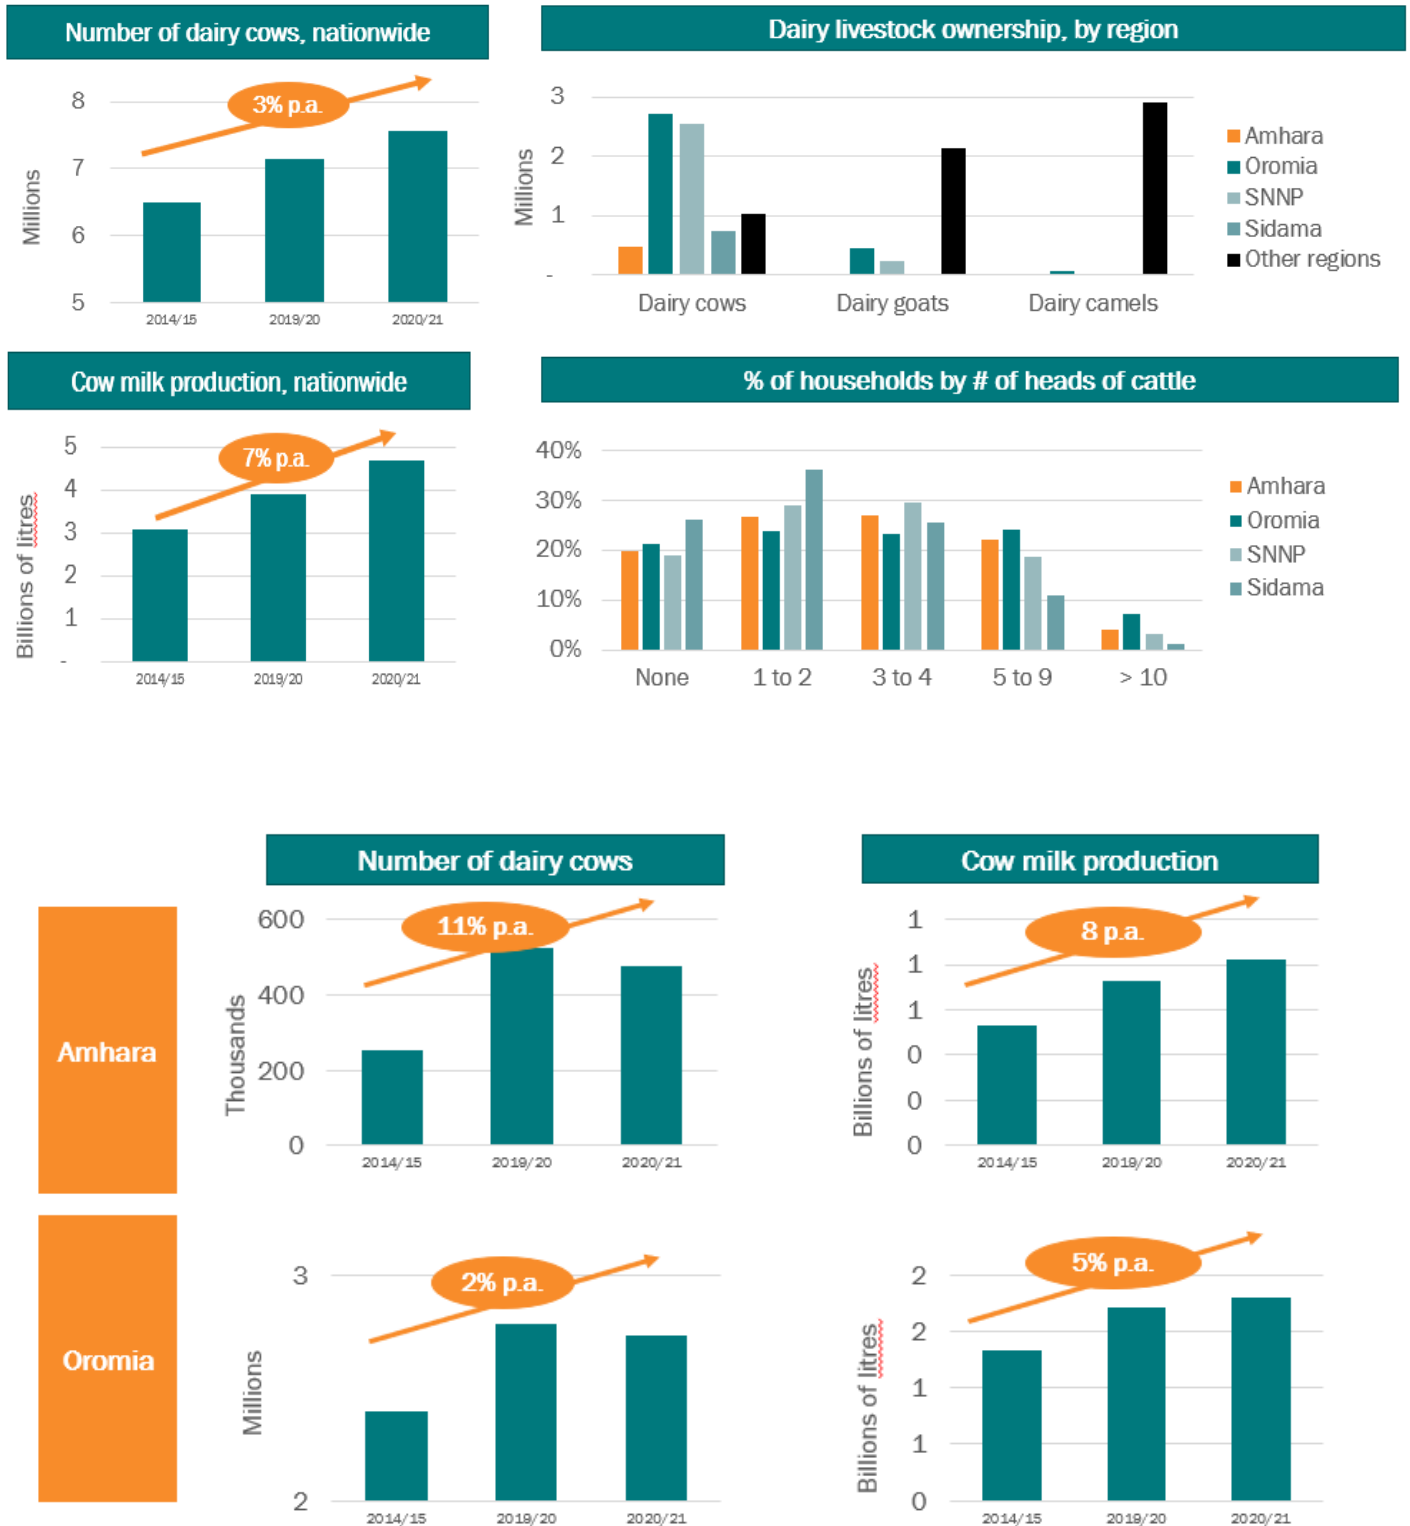 Number of dairy cows, nationwide
8
7
6
5
Millions
3% p.a.
2014/15
2019/20
2020/21
Dairy livestock ownership, by region
3
2
1
-
Millions
Dairy cows
Dairy goats
Dairy camels
Amhara
Oromia
SNNP
Sidama
Other regions
Cow milk production, nationwide
5
4
3
2
1
-
Billions of litres
7% p.a.
2014/15
2019/20
2020/21
% of households by # of heads of cattle
40%
30%
20%
10%
0%
None
1 to 2
3 to 4
5 to 9
> 10
Amhara
Oromia
SNNP
Sidama
Number of dairy cows
Cow milk production
Amhara
600
400
200
0
Thousands
11% p.a.
2014/15
2019/20
2020/21
1
1
1
0
0
0
Billions of litres
8 p.a.
2014/15
2019/20
2020/21
Oromia
3
2
Millions
2% p.a.
2014/15
2019/20
2020/21
2
2
1
1
0
Billions of litres
5% p.a.
2014/15
2019/20
2020/21